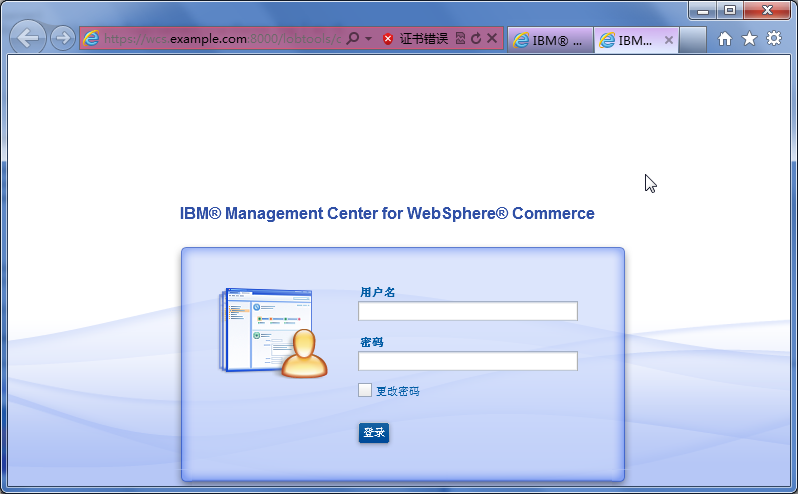 https://wcs.example.com:8000/lobtools/c
证书错误
IBM® ...
IBM...
IBM® Management Center for WebSphere® Commerce
用户名
密码
更改密码
登录